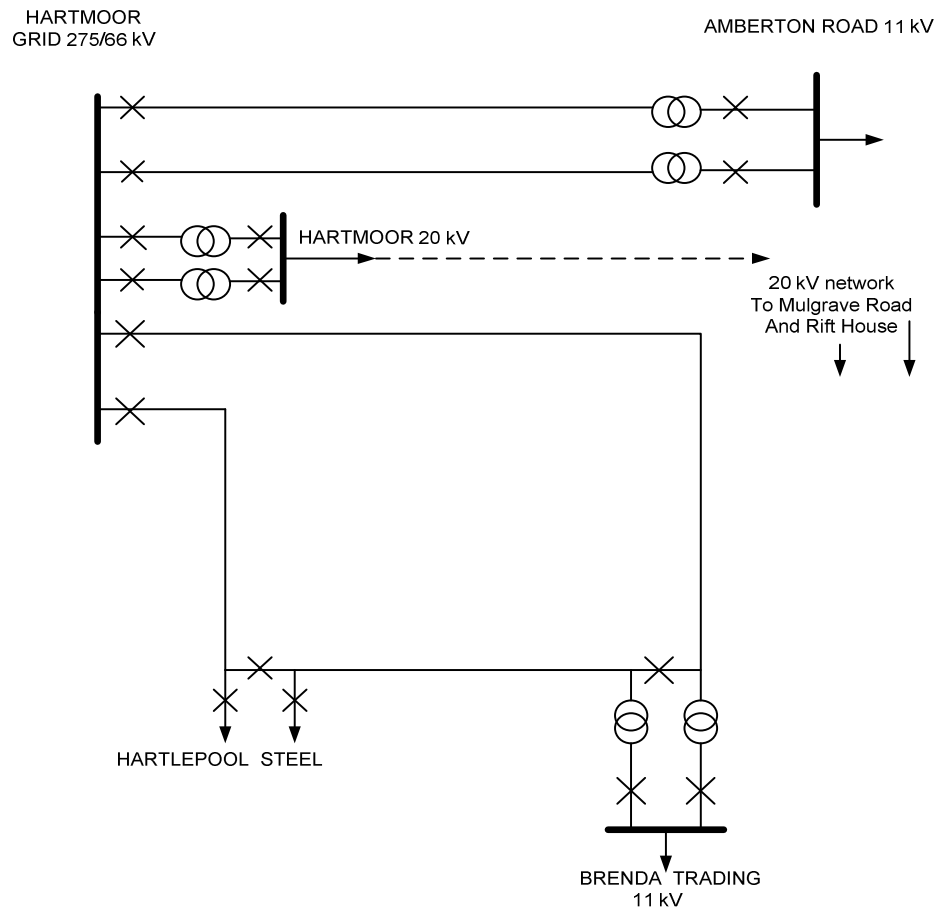 HARTMOOR
GRID 275/66 kV
AMBERTON ROAD 11 kV
HARTMOOR 20 kV
20 kV network
To Mulgrave Road
And Rift House
HARTLEPOOL STEEL
BRENDA TRADING
11 kV